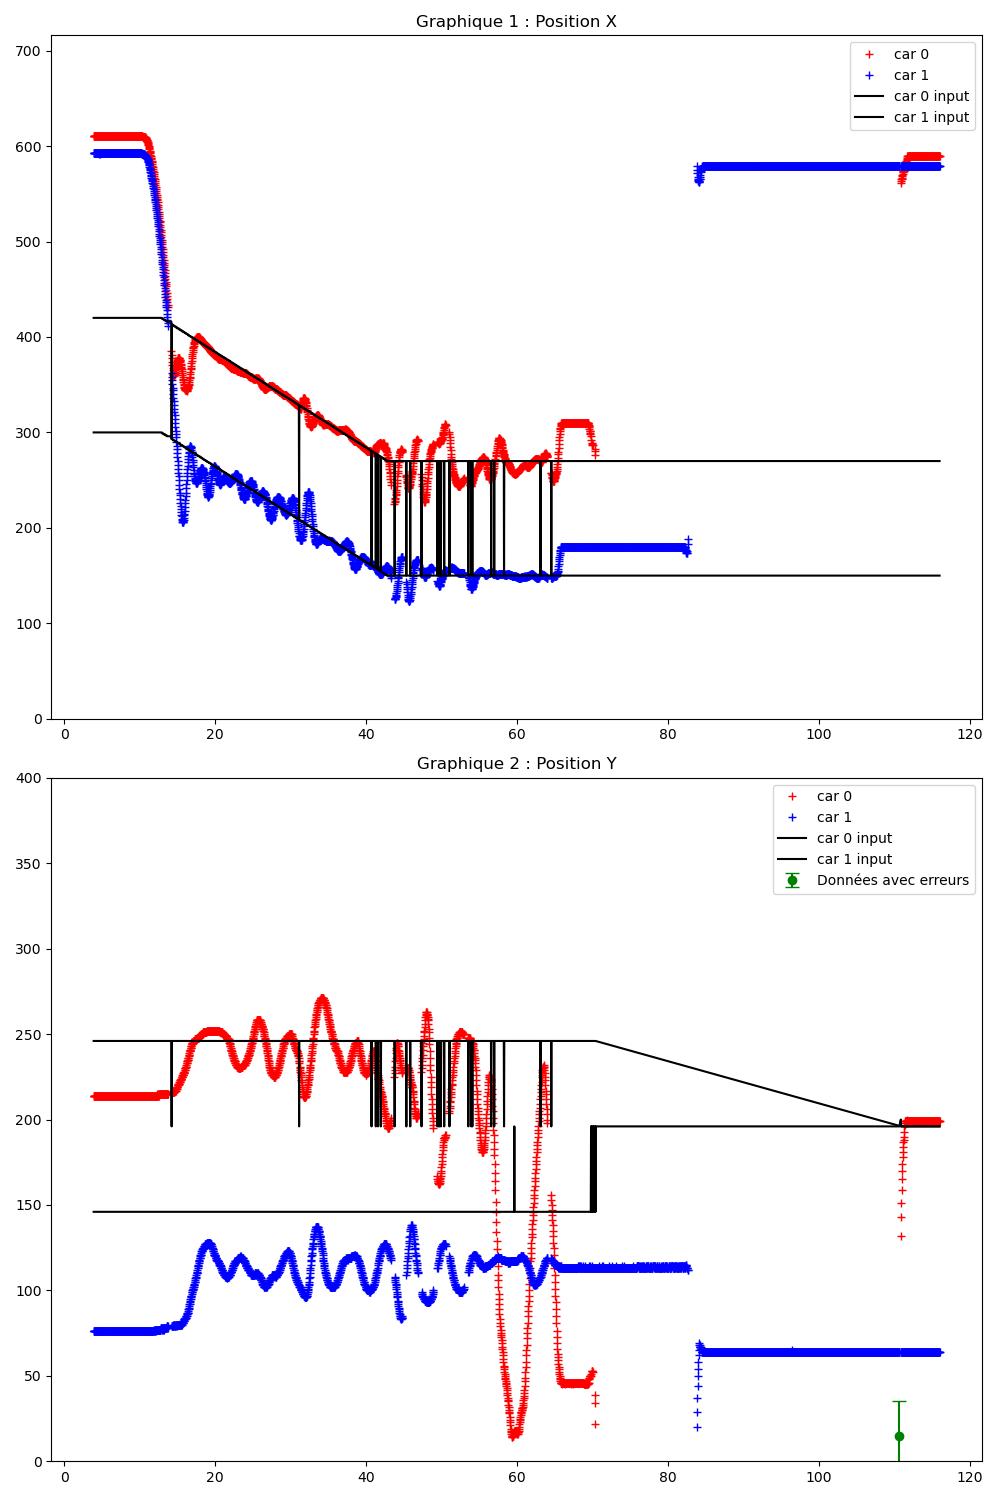 Graphique 1 : Position X
700
600
500
400
300
200
100
0
0 20 40 60 80 100 120
car 0
car 1
car 0 input
car 1 input
Graphique 2 : Position Y
400
350
300
250
200
150
100
50
0
0 20 40 60 80 100 120
car 0
car 1
car 0 input
car 1 input
Données avec erreurs